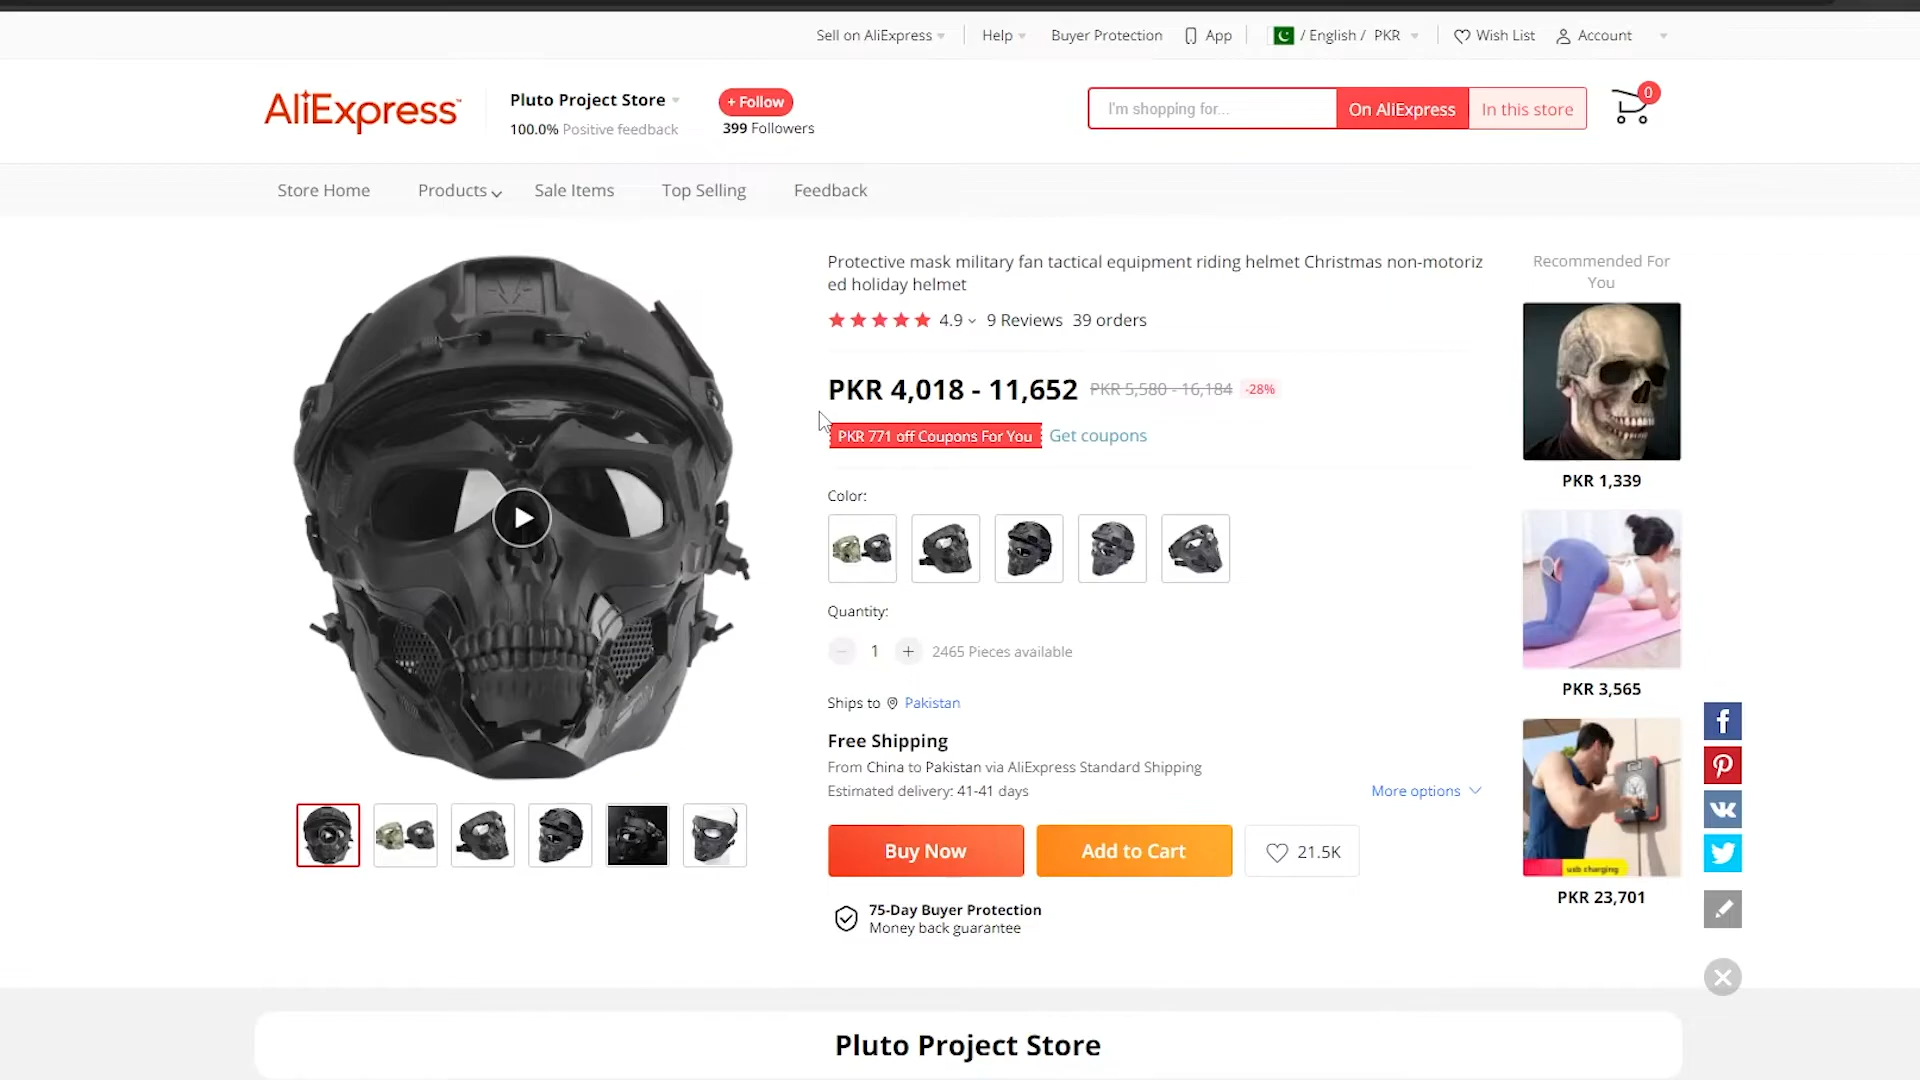 Sell on AliExpress
Help
Buyer Protection
App
/ English / PKR
Wish List
Account
AliExpress
Pluto Project Store
100.0% Positive feedback
+ Follow
399 Followers
I'm shopping for...
On AliExpress
In this store
0
Store Home
Products
Sale Items
Top Selling
Feedback
Protective mask military fan tactical equipment riding helmet Christmas non-motoriz
ed holiday helmet
4.9
9 Reviews
39 orders
PKR 4,018 - 11,652
PKR 5,580 - 16,184
-28%
PKR 771 off Coupons For You
Get coupons
Color:
Quantity:
1
2465 Pieces available
Ships to
Pakistan
Free Shipping
From China to Pakistan via AliExpress Standard Shipping
Estimated delivery: 41-41 days
More options
Buy Now
Add to Cart
21.5K
75-Day Buyer Protection
Money back guarantee
Recommended For
You
PKR 1,339
PKR 3,565
usb charging
PKR 23,701
Pluto Project Store